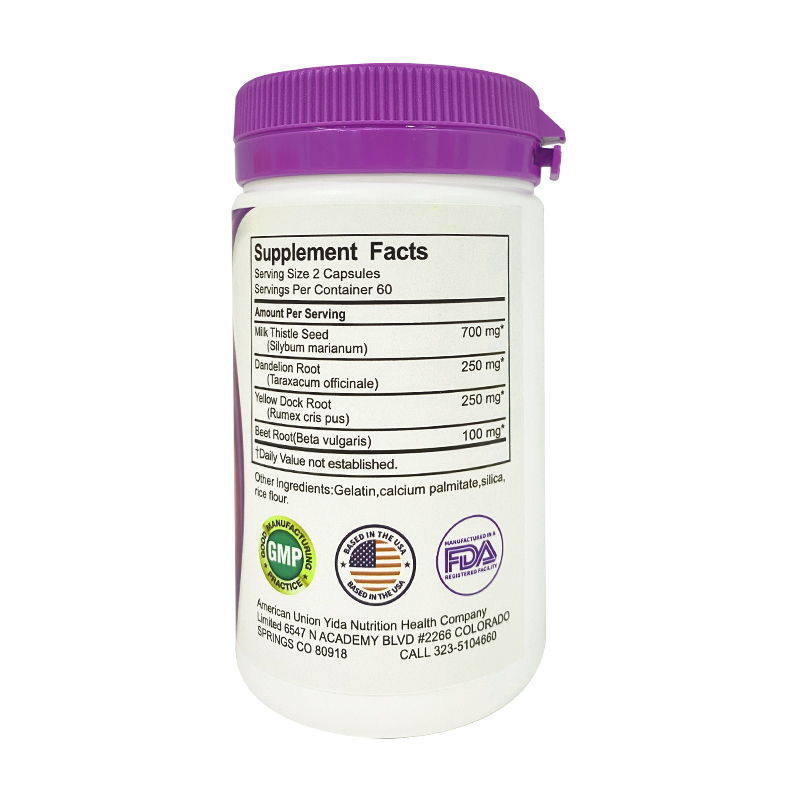 Supplement Facts
Serving Size 2 Capsules
Servings Per Container 60
Amount Per Serving
Milk Thistle Seed 700 mg*
(Silybum marianum)
Dandelion Root 250 mg*
(Taraxacum officinale)
Yellow Dock Root 250 mg*
(Rumex cris pus)
Beet Root(Beta vulgaris) 100 mg*
†Daily Value not established.
Other Ingredients:Gelatin,calcium palmitate,silica,
rice flour.
GOOD MANUFACTURING
GMP
PRACTICE
BASED IN THE USA
BASED IN THE USA
MANUFACTURED IN A
FDA
REGISTERED FACILITY
American Union Yida Nutrition Health Company
Limited 6547 N ACADEMY BLVD #2266 COLORADO
SPRINGS CO 80918 CALL 323-5104660